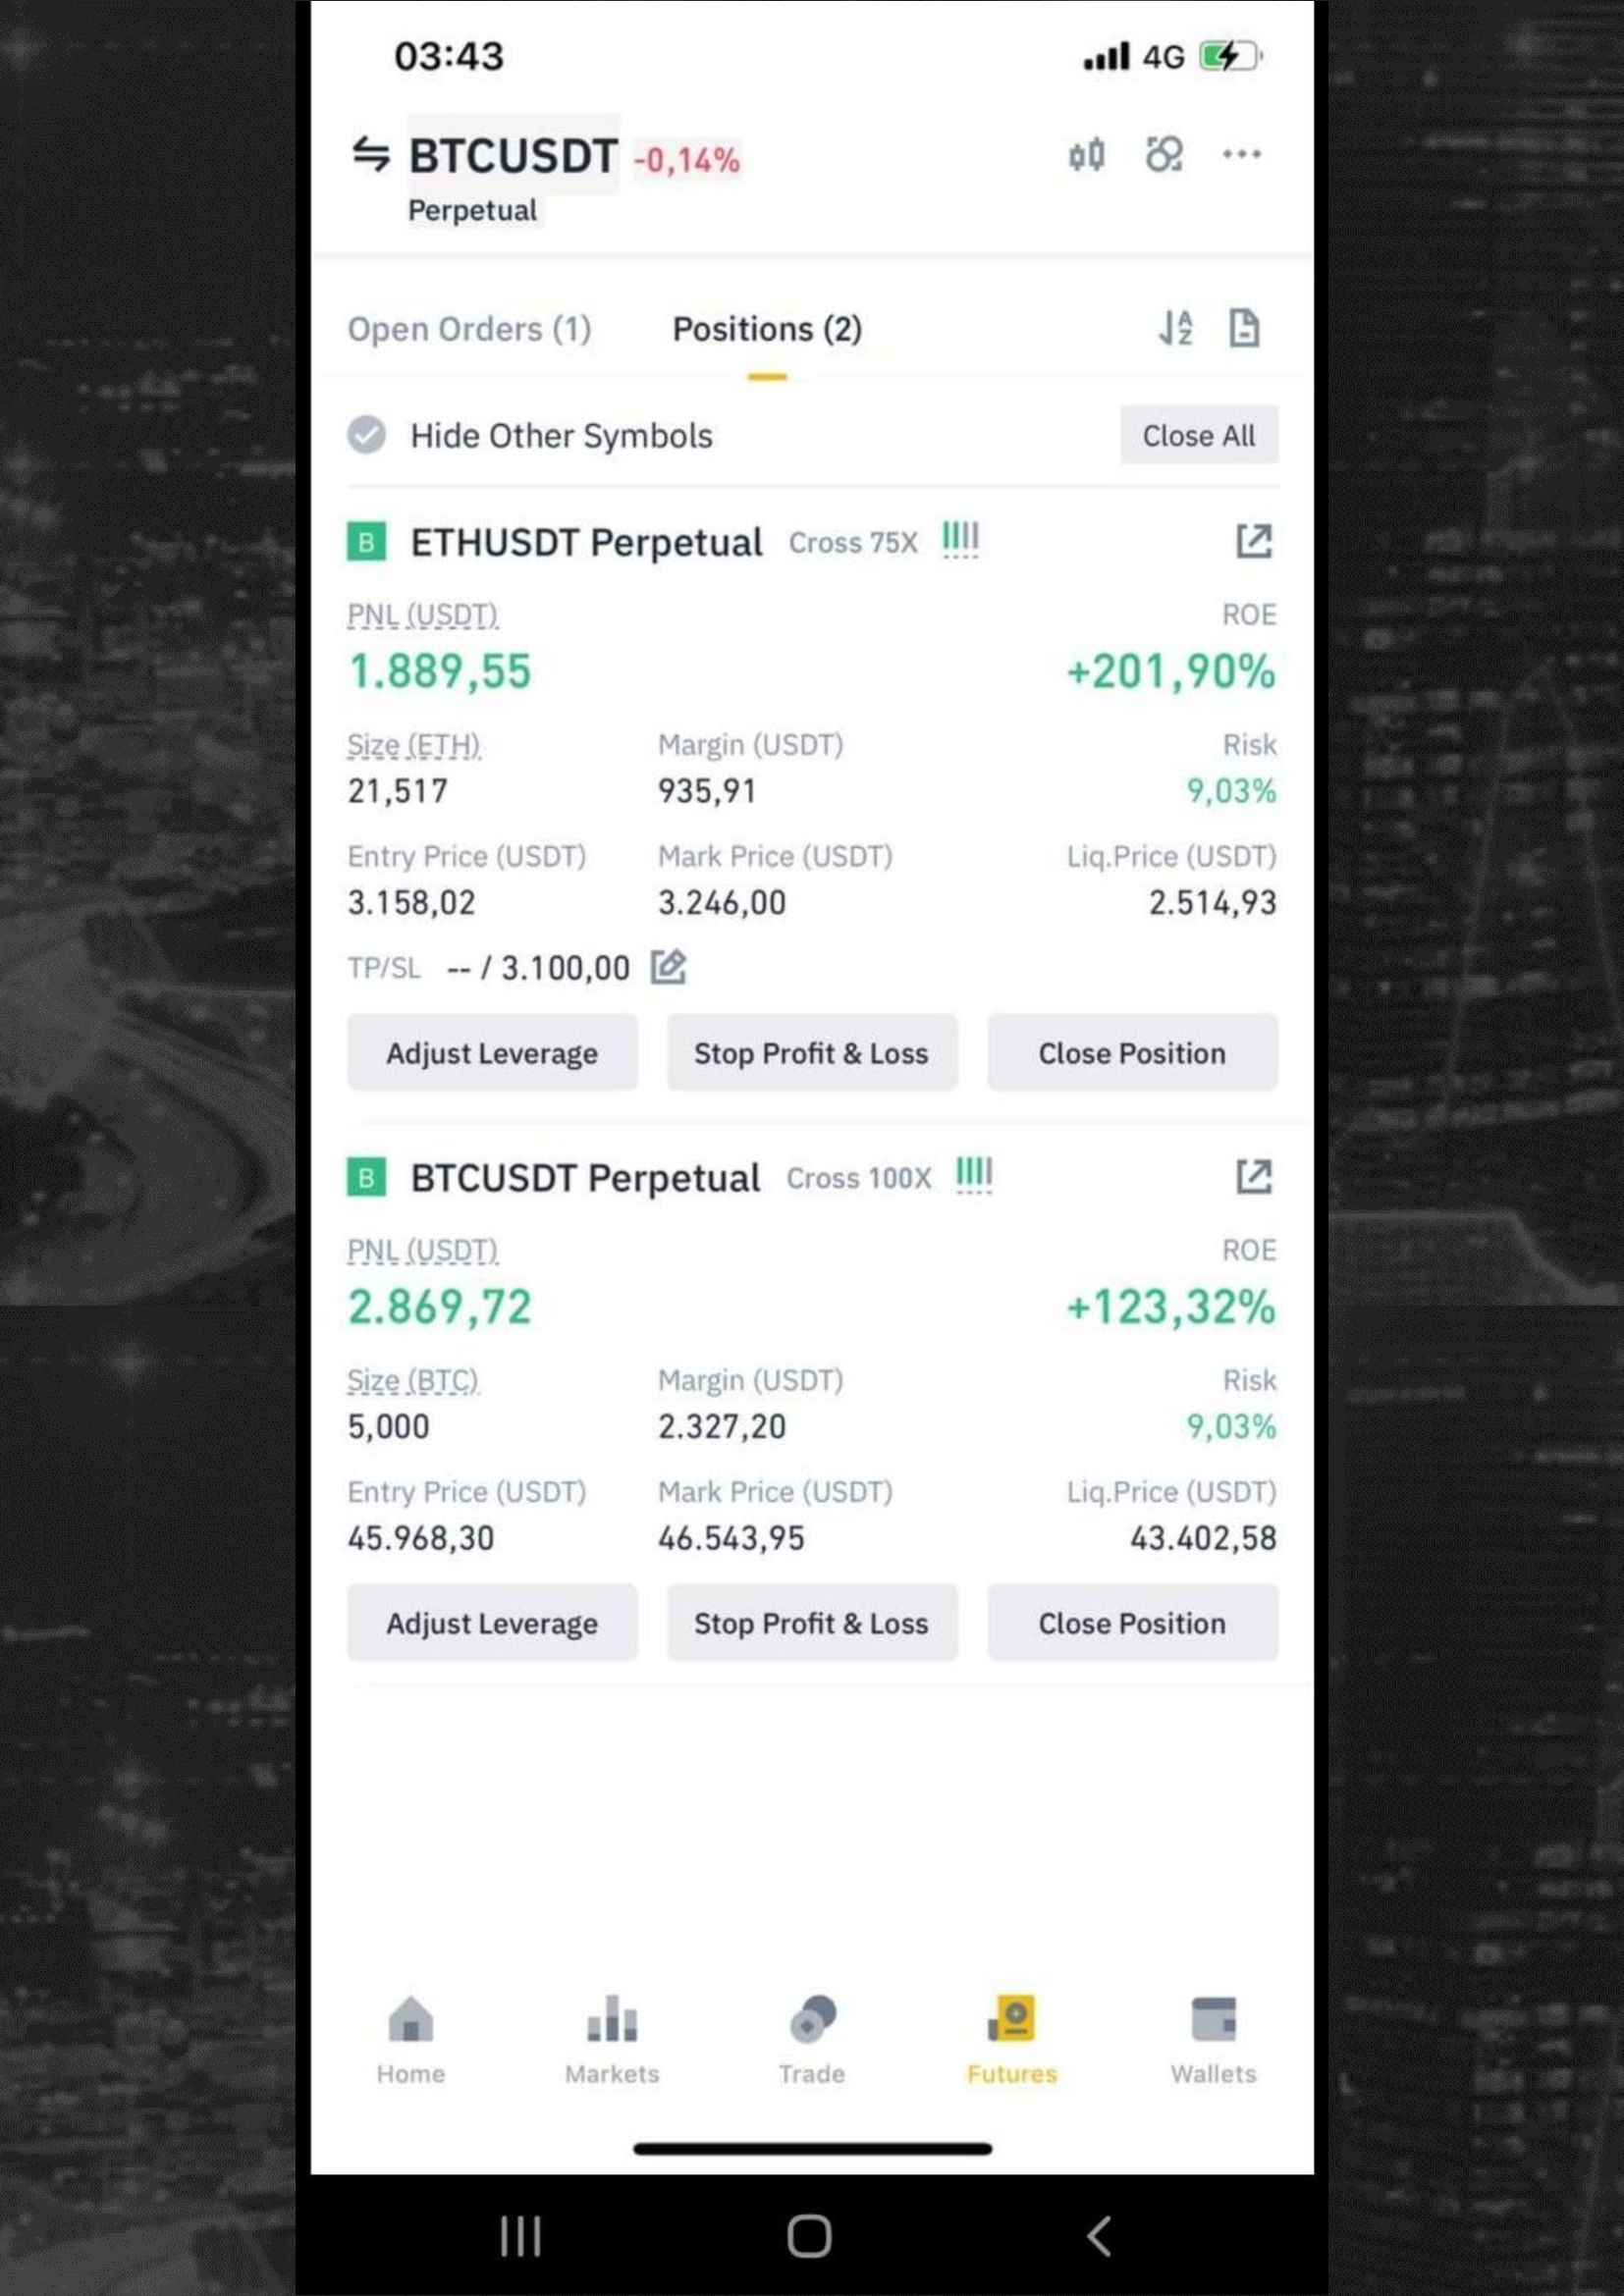 03:43 4G
BTCUSDT -0,14%
Perpetual
Open Orders (1) Positions (2)
Hide Other Symbols Close All
B ETHUSDT Perpetual Cross 75X
PNL (USDT) ROE
1.889,55 +201,90%
Size (ETH) Margin (USDT) Risk
21,517 935,91 9,03%
Entry Price (USDT) Mark Price (USDT) Liq.Price (USDT)
3.158,02 3.246,00 2.514,93
TP/SL -- / 3.100,00
Adjust Leverage Stop Profit & Loss Close Position
B BTCUSDT Perpetual Cross 100X
PNL (USDT) ROE
2.869,72 +123,32%
Size (BTC) Margin (USDT) Risk
5,000 2.327,20 9,03%
Entry Price (USDT) Mark Price (USDT) Liq.Price (USDT)
45.968,30 46.543,95 43.402,58
Adjust Leverage Stop Profit & Loss Close Position
Home Markets Trade Futures Wallets